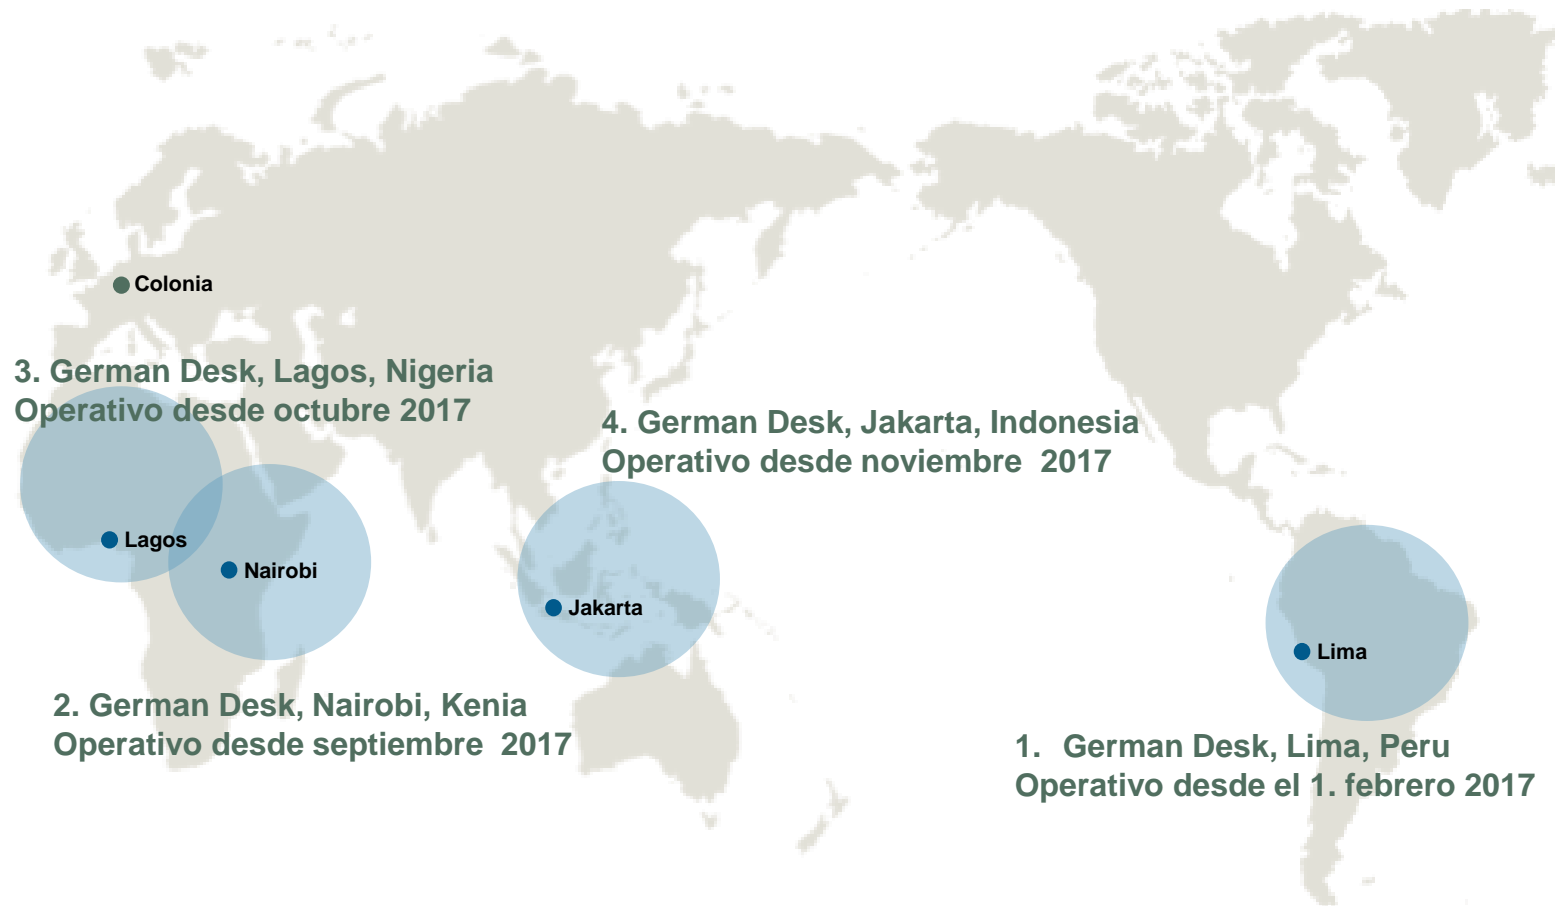 Colonia
3. German Desk, Lagos, Nigeria
Operativo desde octubre 2017
4. German Desk, Jakarta, Indonesia
Operativo desde noviembre  2017
Lagos
Nairobi
Jakarta
Lima
2. German Desk, Nairobi, Kenia
Operativo desde septiembre  2017
1. German Desk, Lima, Peru
Operativo desde el 1. febrero 2017